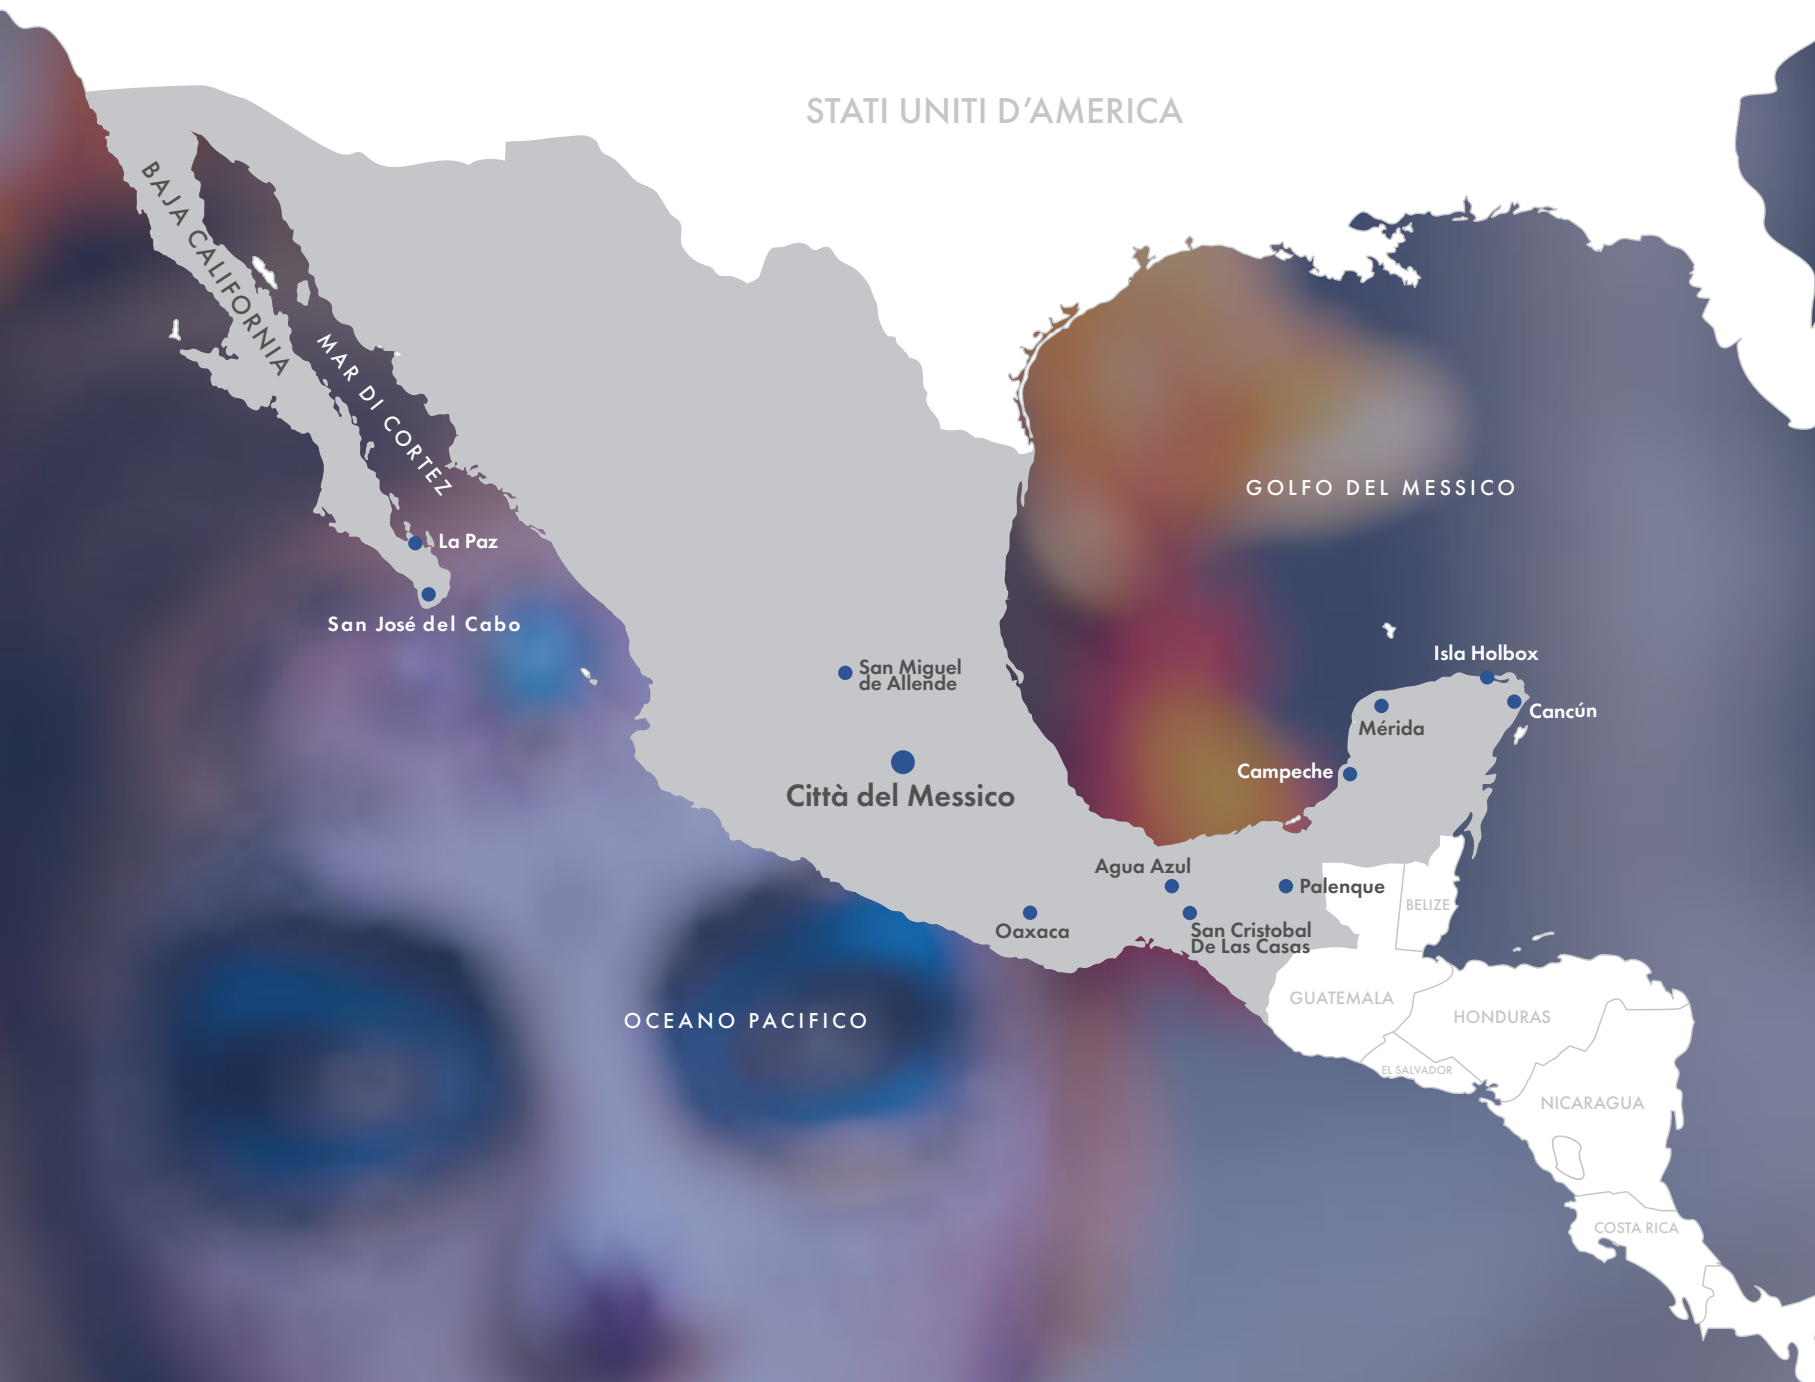 STATI UNITI D'AMERICA
BAJA CALIFORNIA
MAR DI CORTEZ
GOLFO DEL MESSICO
La Paz
San José del Cabo
San Miguel
de Allende
Isla Holbox
Cancún
Mérida
Campeche
Città del Messico
Agua Azul
Palenque
BELIZE
Oaxaca
San Cristobal
De Las Casas
GUATEMALA
HONDURAS
OCEANO PACIFICO
EL SALVADOR
NICARAGUA
COSTA RICA